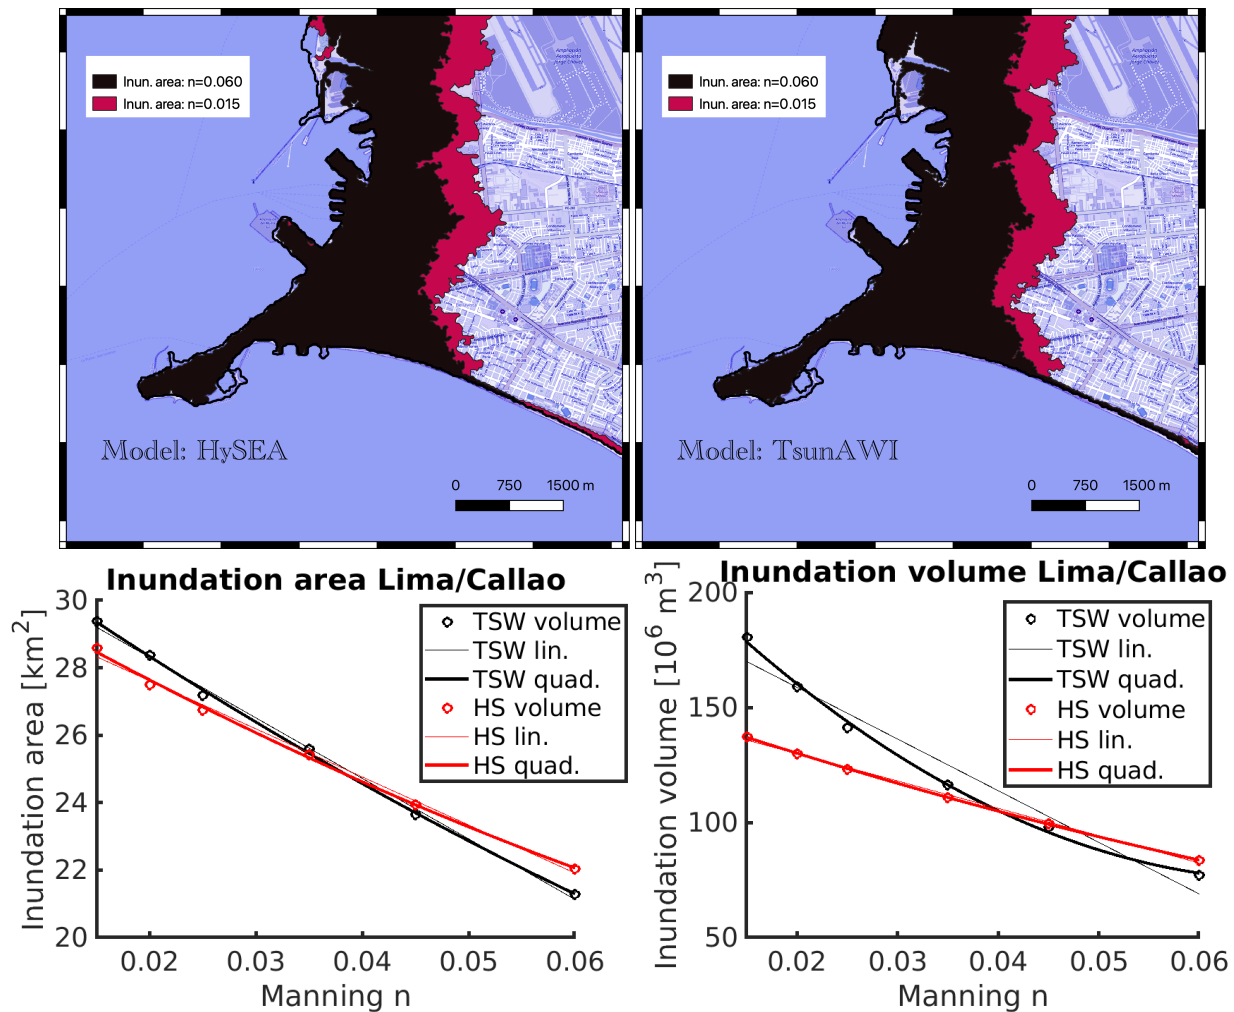 Inun. area: n=0.060
Inun. area: n=0.015
Model: HySEA
0 750 1500 m
Inun. area: n=0.060
Inun. area: n=0.015
Model: TsunAWI
0 750 1500 m
Inundation area Lima/Callao
Inundation area [km2]
30
28
26
24
22
20
0.02 0.03 0.04 0.05 0.06
Manning n
TSW volume
TSW lin.
TSW quad.
HS volume
HS lin.
HS quad.
Inundation volume Lima/Callao
Inundation volume [10^6 m^3]
200
150
100
50
0.02 0.03 0.04 0.05 0.06
Manning n
TSW volume
TSW lin.
TSW quad.
HS volume
HS lin.
HS quad.